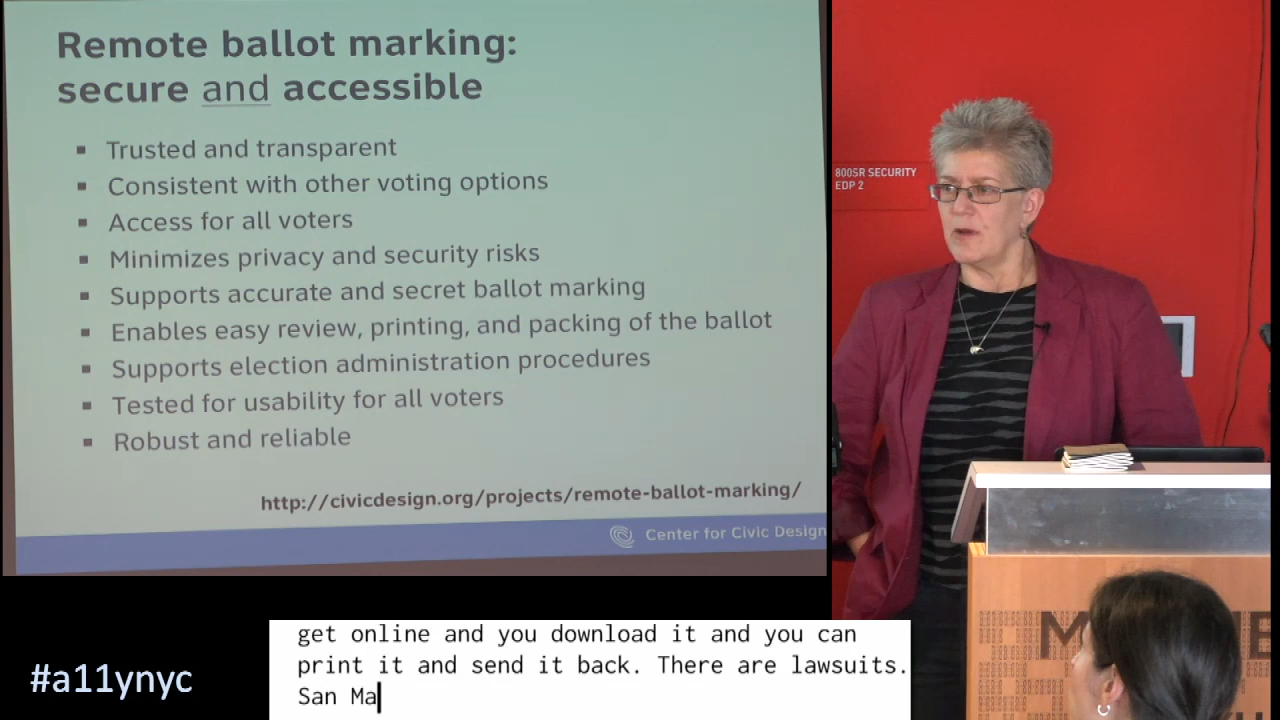 Remote ballot marking:
secure and accessible
Trusted and transparent
Consistent with other voting options
Access for all voters
Minimizes privacy and security risks
Supports accurate and secret ballot marking
Enables easy review, printing, and packing of the ballot
Supports election administration procedures
Tested for usability for all voters
Robust and reliable
http://civicdesign.org/projects/remote-ballot-marking/
Center for Civic Design
800SR SECURITY
EDP 2
#a11ynyc
get online and you download it and you can
print it and send it back. There are lawsuits.
San Ma